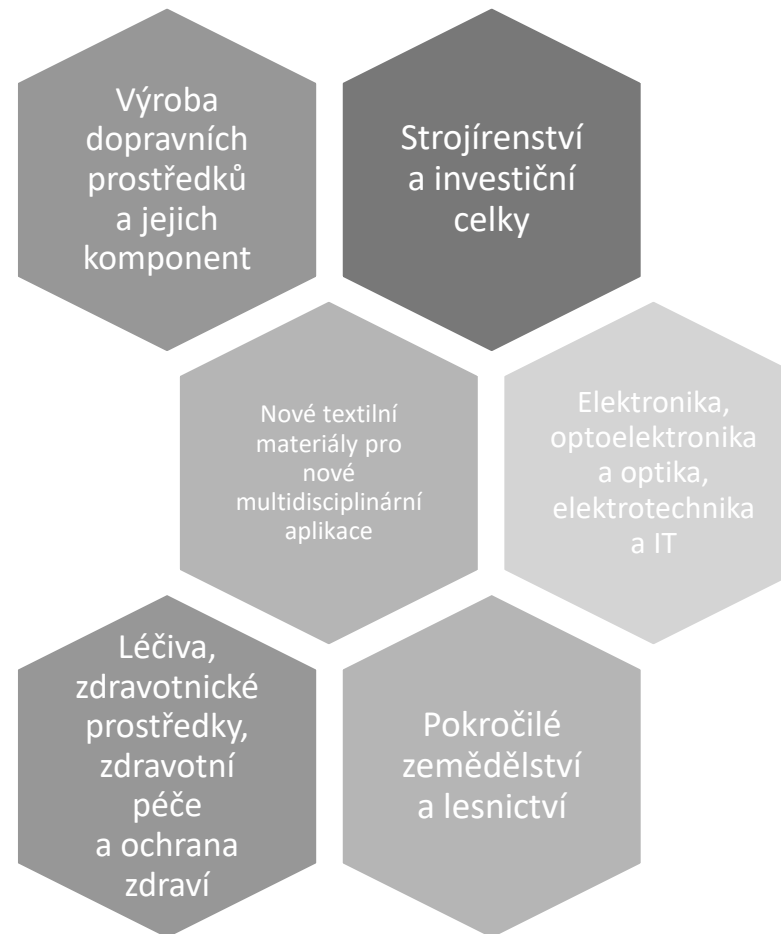 Výroba
dopravních
prostředků
a jejich
komponent
Strojírenství
a investiční
celky
Nové textilní
materiály pro
nové
multidisciplinární
aplikace
Elektronika,
optoelektronika
a optika,
elektrotechnika
a IT
Léčiva,
zdravotnické
prostředky,
zdravotní
péče
a ochrana
zdraví
Pokročilé
zemědělství
a lesnictví